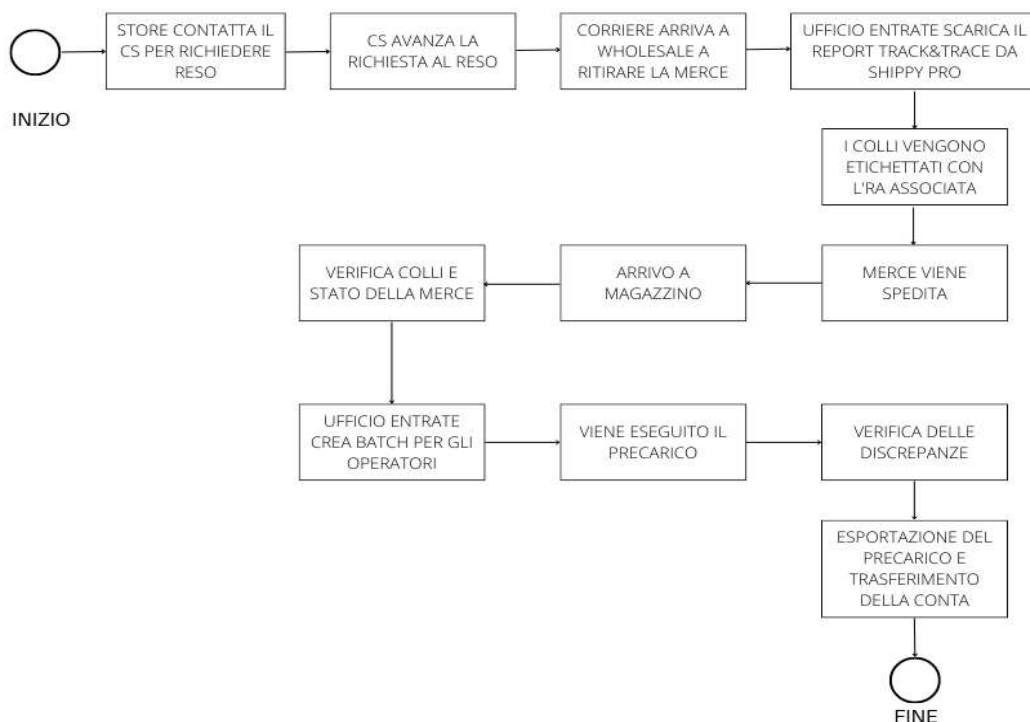 STORE CONTATTA IL
CS PER RICHIEDERE
RESO
CS AVANZA LA
RICHIESTA AL RESO
CORRIERE ARRIVA A
WHOLESALE A
RITIRARE LA MERCE
UFFICIO ENTRATE SCARICA IL
REPORT TRACK&TRACE DA
SHIPPY PRO
INIZIO
I COLLI VENGONO
ETICHETTATI CON
L'RA ASSOCIATA
VERIFICA COLLI E
STATO DELLA MERCE
ARRIVO A
MAGAZZINO
MERCE VIENE
SPEDITA
UFFICIO ENTRATE
CREA BATCH PER GLI
OPERATORI
VIENE ESEGUITO IL
PRECARICO
VERIFICA DELLE
DISCREPANZE
ESPORTAZIONE DEL
PRECARICO E
TRASFERIMENTO
DELLA CONTA
FINE